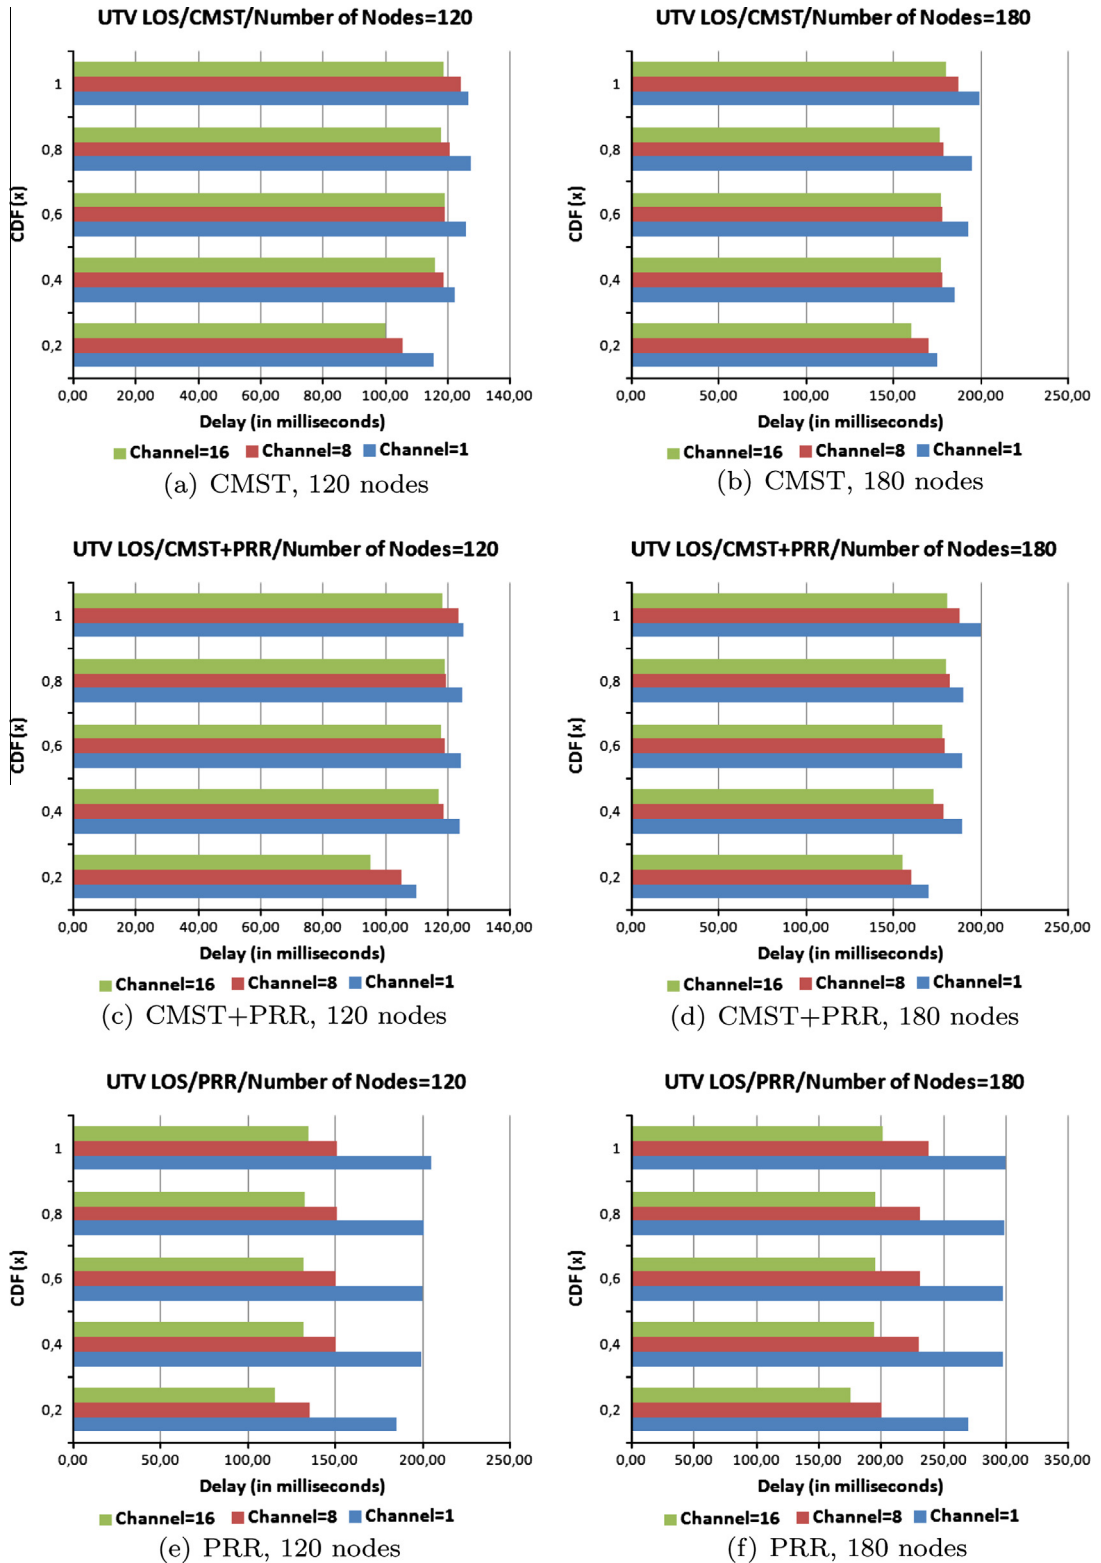 UTV LOS/CMST/Number of Nodes=120
CDF (x)
1
0,8
0,6
0,4
0,2
0,00 20,00 40,00 60,00 80,00 100,00 120,00 140,00
Delay (in milliseconds)
Channel=16 Channel=8 Channel=1
(a) CMST, 120 nodes
UTV LOS/CMST/Number of Nodes=180
CDF (x)
1
0,8
0,6
0,4
0,2
0,00 50,00 100,00 150,00 200,00 250,00
Delay (in milliseconds)
Channel=16 Channel=8 Channel=1
(b) CMST, 180 nodes
UTV LOS/CMST+PRR/Number of Nodes=120
CDF (x)
1
0,8
0,6
0,4
0,2
0,00 20,00 40,00 60,00 80,00 100,00 120,00 140,00
Delay (in milliseconds)
Channel=16 Channel=8 Channel=1
(c) CMST+PRR, 120 nodes
UTV LOS/CMST+PRR/Number of Nodes=180
CDF (x)
1
0,8
0,6
0,4
0,2
0,00 50,00 100,00 150,00 200,00 250,00
Delay (in milliseconds)
Channel=16 Channel=8 Channel=1
(d) CMST+PRR, 180 nodes
UTV LOS/PRR/Number of Nodes=120
CDF (x)
1
0,8
0,6
0,4
0,2
0,00 50,00 100,00 150,00 200,00 250,00
Delay (in milliseconds)
Channel=16 Channel=8 Channel=1
(e) PRR, 120 nodes
UTV LOS/PRR/Number of Nodes=180
CDF (x)
1
0,8
0,6
0,4
0,2
0,00 50,00 100,00 150,00 200,00 250,00 300,00 350,00
Delay (in milliseconds)
Channel=16 Channel=8 Channel=1
(f) PRR, 180 nodes